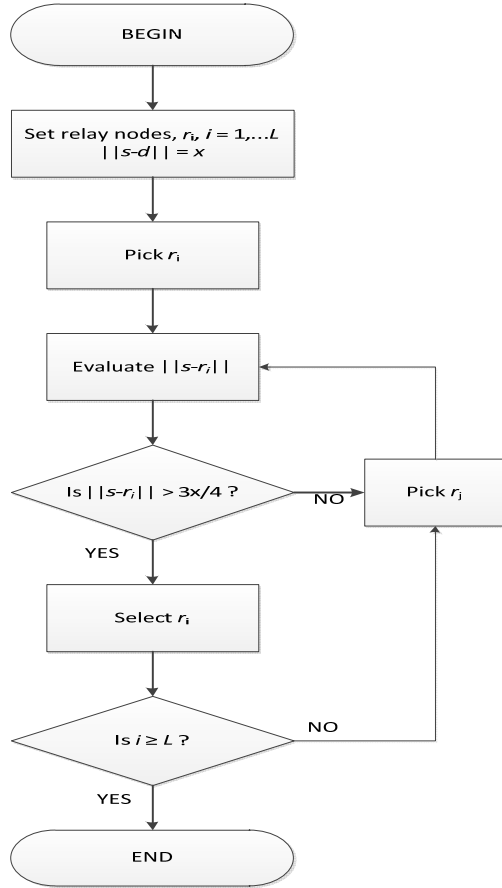 BEGIN
Set relay nodes, rᵢ, i = 1,...L
||s-d|| = x
Pick rᵢ
Evaluate ||s-rᵢ||
Is ||s-rᵢ|| > 3x/4 ?
NO
Pick rⱼ
YES
Select rᵢ
Is i ≥ L ?
NO
YES
END